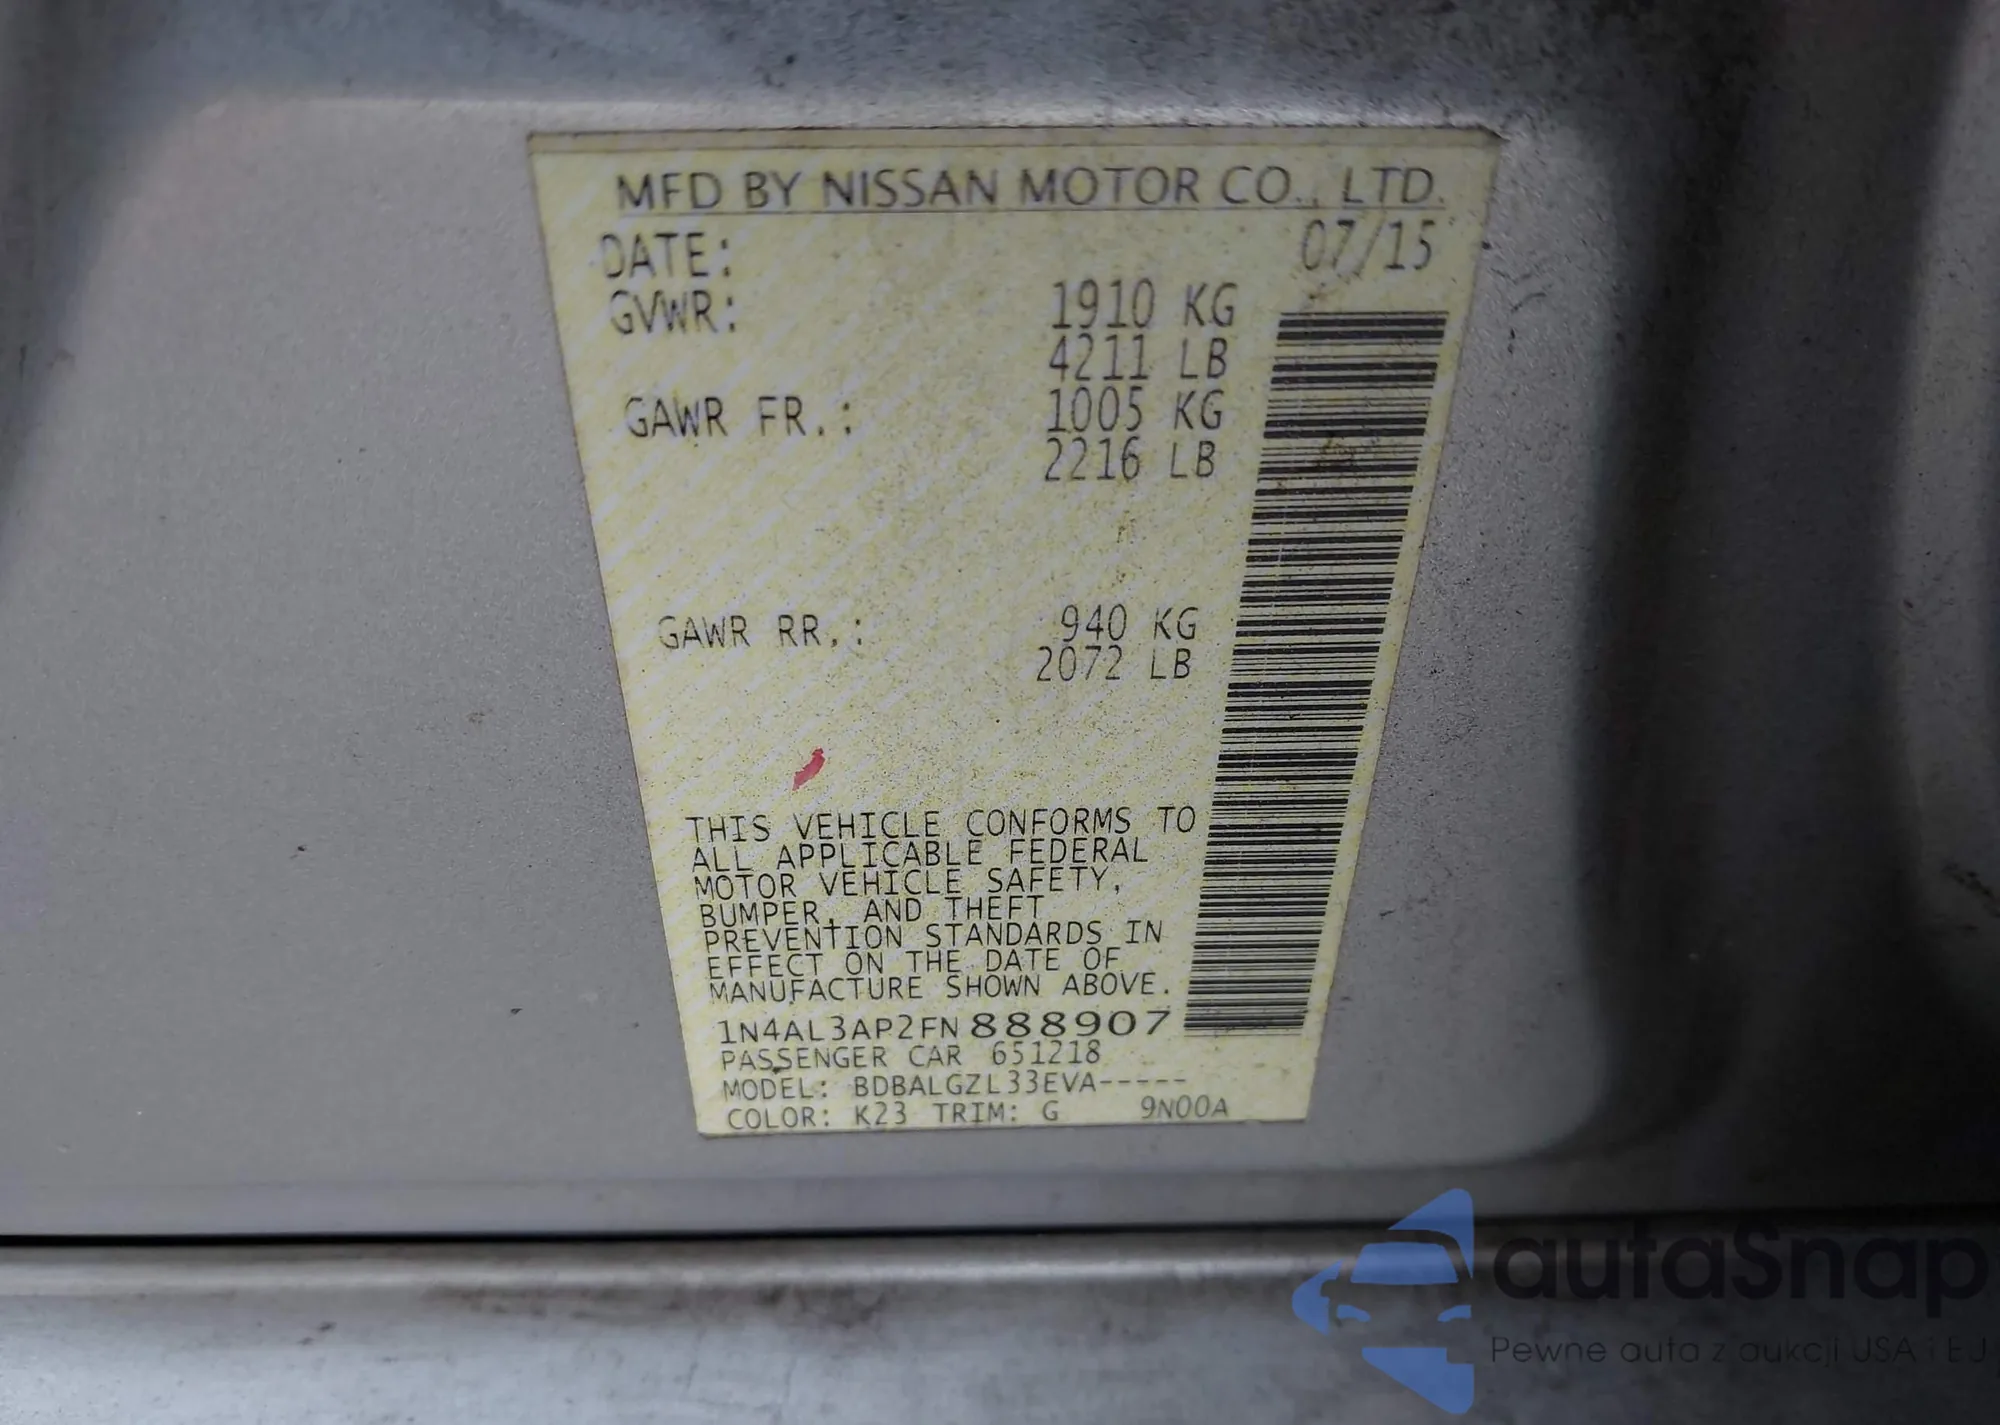 MFD BY NISSAN MOTOR CO., LTD.
DATE: 07/15
GVWR: 1910 KG
4211 LB
GAWR FR.: 1005 KG
2216 LB
GAWR RR.: 940 KG
2072 LB
THIS VEHICLE CONFORMS TO
ALL APPLICABLE FEDERAL
MOTOR VEHICLE SAFETY,
BUMPER, AND THEFT
PREVENTION STANDARDS IN
EFFECT ON THE DATE OF
MANUFACTURE SHOWN ABOVE.
1N4AL3AP2FN888907
PASSENGER CAR 651218
MODEL: BDBALGZL33EVA-----
COLOR: K23 TRIM: G 9N00A
autaSnap
Pewne auta z aukcji USA i EJ